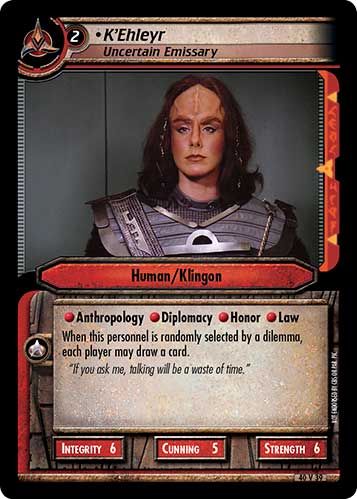 2
•K'Ehleyr
Uncertain Emissary
Human/Klingon
Anthropology Diplomacy Honor Law
When this personnel is randomly selected by a dilemma,
each player may draw a card.
"If you ask me, talking will be a waste of time."
INTEGRITY 6 CUNNING 5 STRENGTH 6
40 V 39